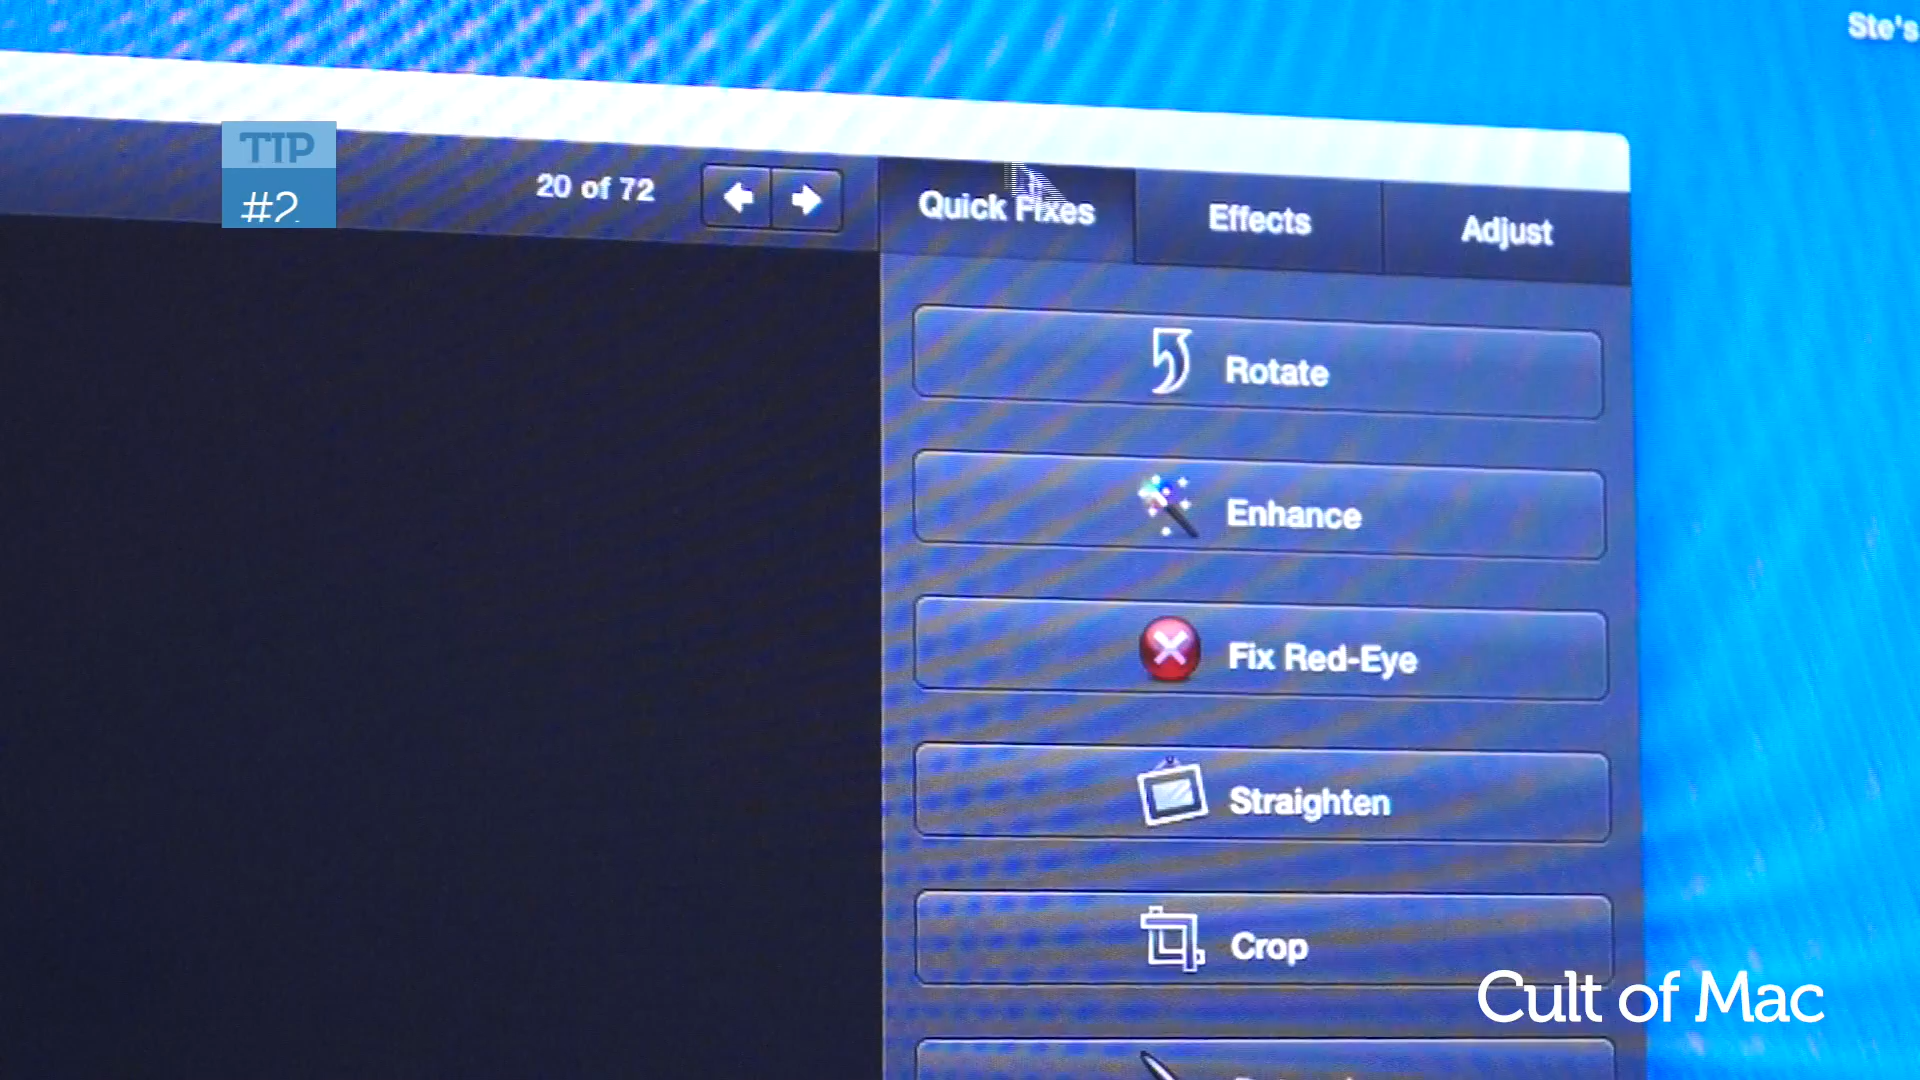 Ste's
TIP
#2
20 of 72
Quick Fixes
Effects
Adjust
Rotate
Enhance
Fix Red-Eye
Straighten
Crop
Cult of Mac